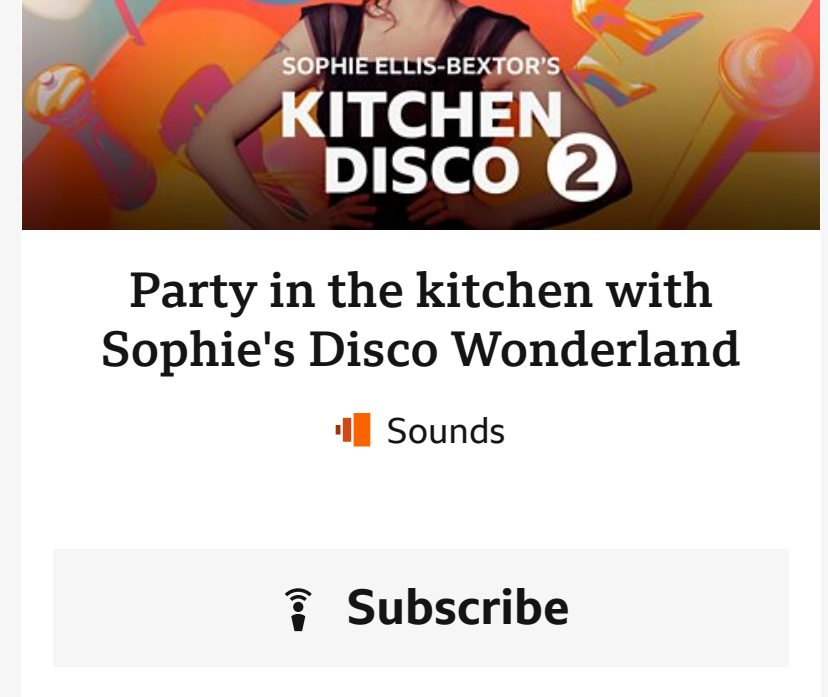 SOPHIE ELLIS-BEXTOR'S
KITCHEN
DISCO 2
Party in the kitchen with
Sophie's Disco Wonderland
Sounds
Subscribe